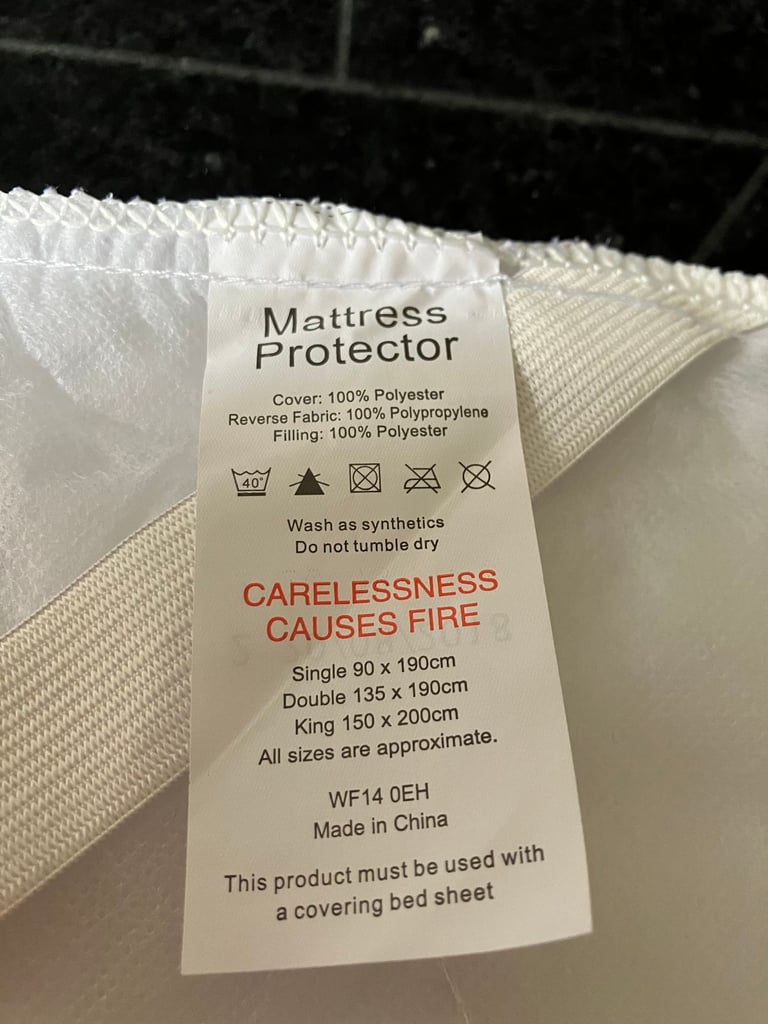 Mattress
Protector
Cover: 100% Polyester
Reverse Fabric: 100% Polypropylene
Filling: 100% Polyester
40°
Wash as synthetics
Do not tumble dry
CARELESSNESS
CAUSES FIRE
Single 90 x 190cm
Double 135 x 190cm
King 150 x 200cm
All sizes are approximate.
WF14 0EH
Made in China
This product must be used with
a covering bed sheet